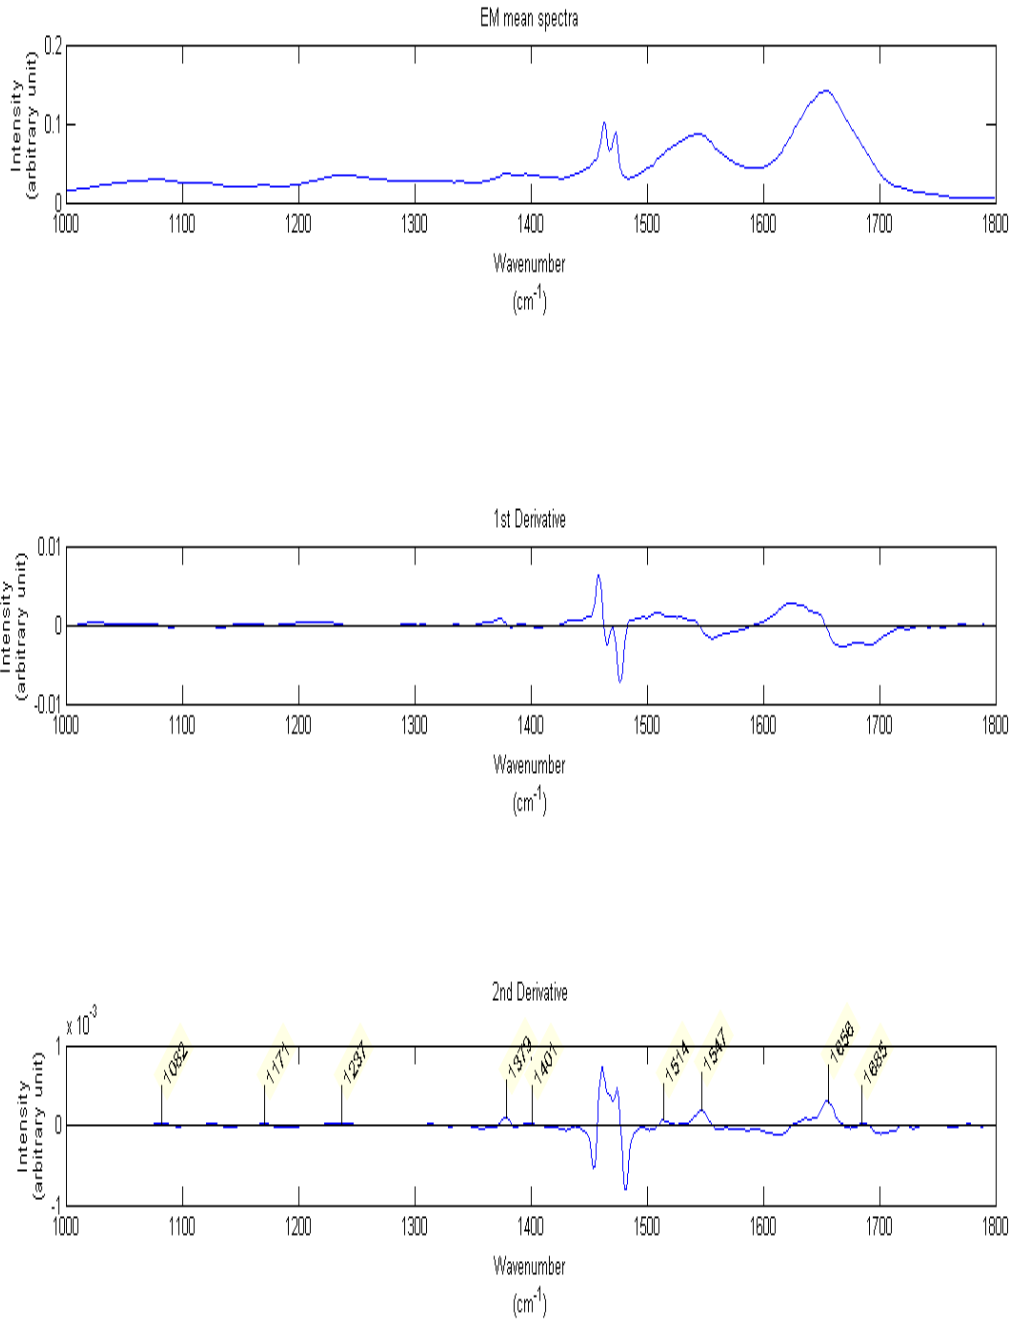 EM mean spectra
Intensity
(arbitrary unit)
0.2
0.1
0
1000 1100 1200 1300 1400 1500 1600 1700 1800
Wavenumber
(cm-1)
1st Derivative
Intensity
(arbitrary unit)
0.01
0
-0.01
1000 1100 1200 1300 1400 1500 1600 1700 1800
Wavenumber
(cm-1)
2nd Derivative
x 10-3
Intensity
(arbitrary unit)
1
0
-1
1082 1171 1237 1379 1401 1514 1547 1656 1685
1000 1100 1200 1300 1400 1500 1600 1700 1800
Wavenumber
(cm-1)